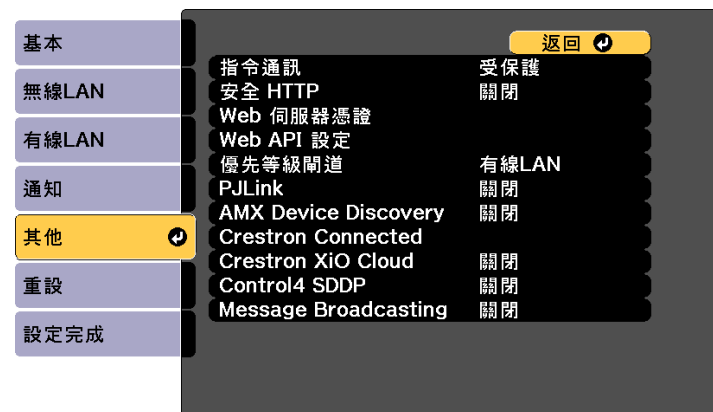 基本
無線LAN
有線LAN
通知
其他
重設
設定完成
返回
指令通訊 受保護
安全 HTTP 關閉
Web 伺服器憑證
Web API 設定
優先等級閘道 有線LAN
PJLink 關閉
AMX Device Discovery 關閉
Crestron Connected
Crestron XiO Cloud 關閉
Control4 SDDP 關閉
Message Broadcasting 關閉